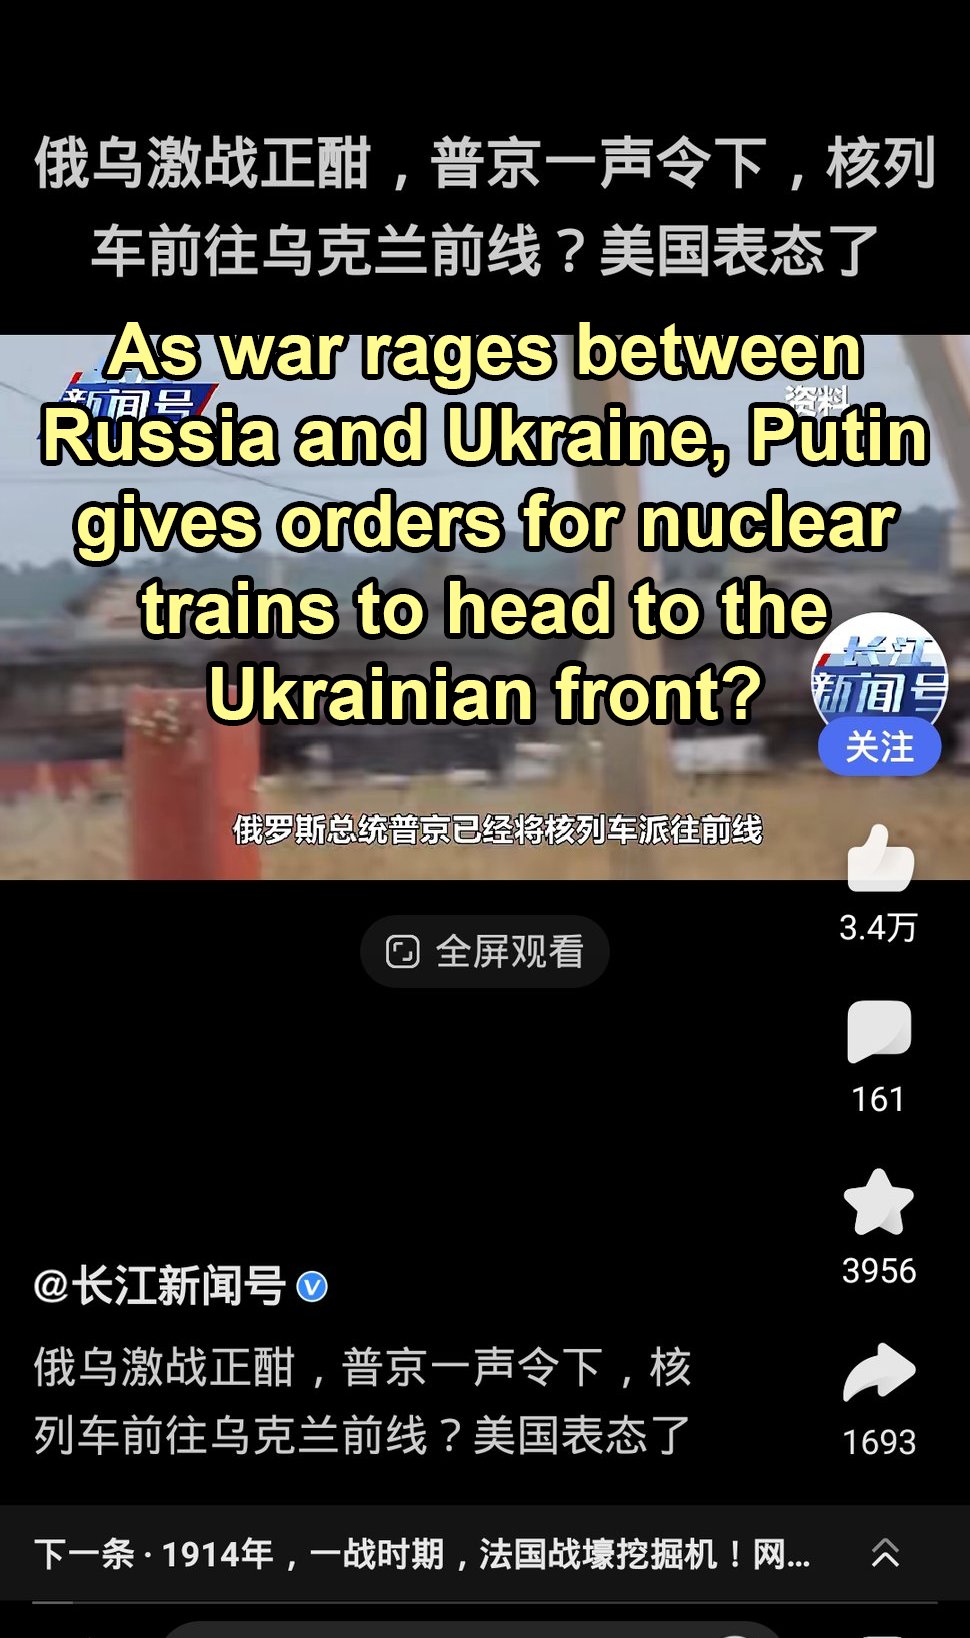 俄乌激战正酣，普京一声令下，核列
车前往乌克兰前线？美国表态了
As war rages between
新闻号
资料
Russia and Ukraine, Putin
gives orders for nuclear
trains to head to the
Ukrainian front?
长江
新闻号
关注
俄罗斯总统普京已经将核列车派往前线
3.4万
全屏观看
161
3956
@长江新闻号
俄乌激战正酣，普京一声令下，核
列车前往乌克兰前线？美国表态了
1693
下一条·1914年，一战时期，法国战壕挖掘机！网...